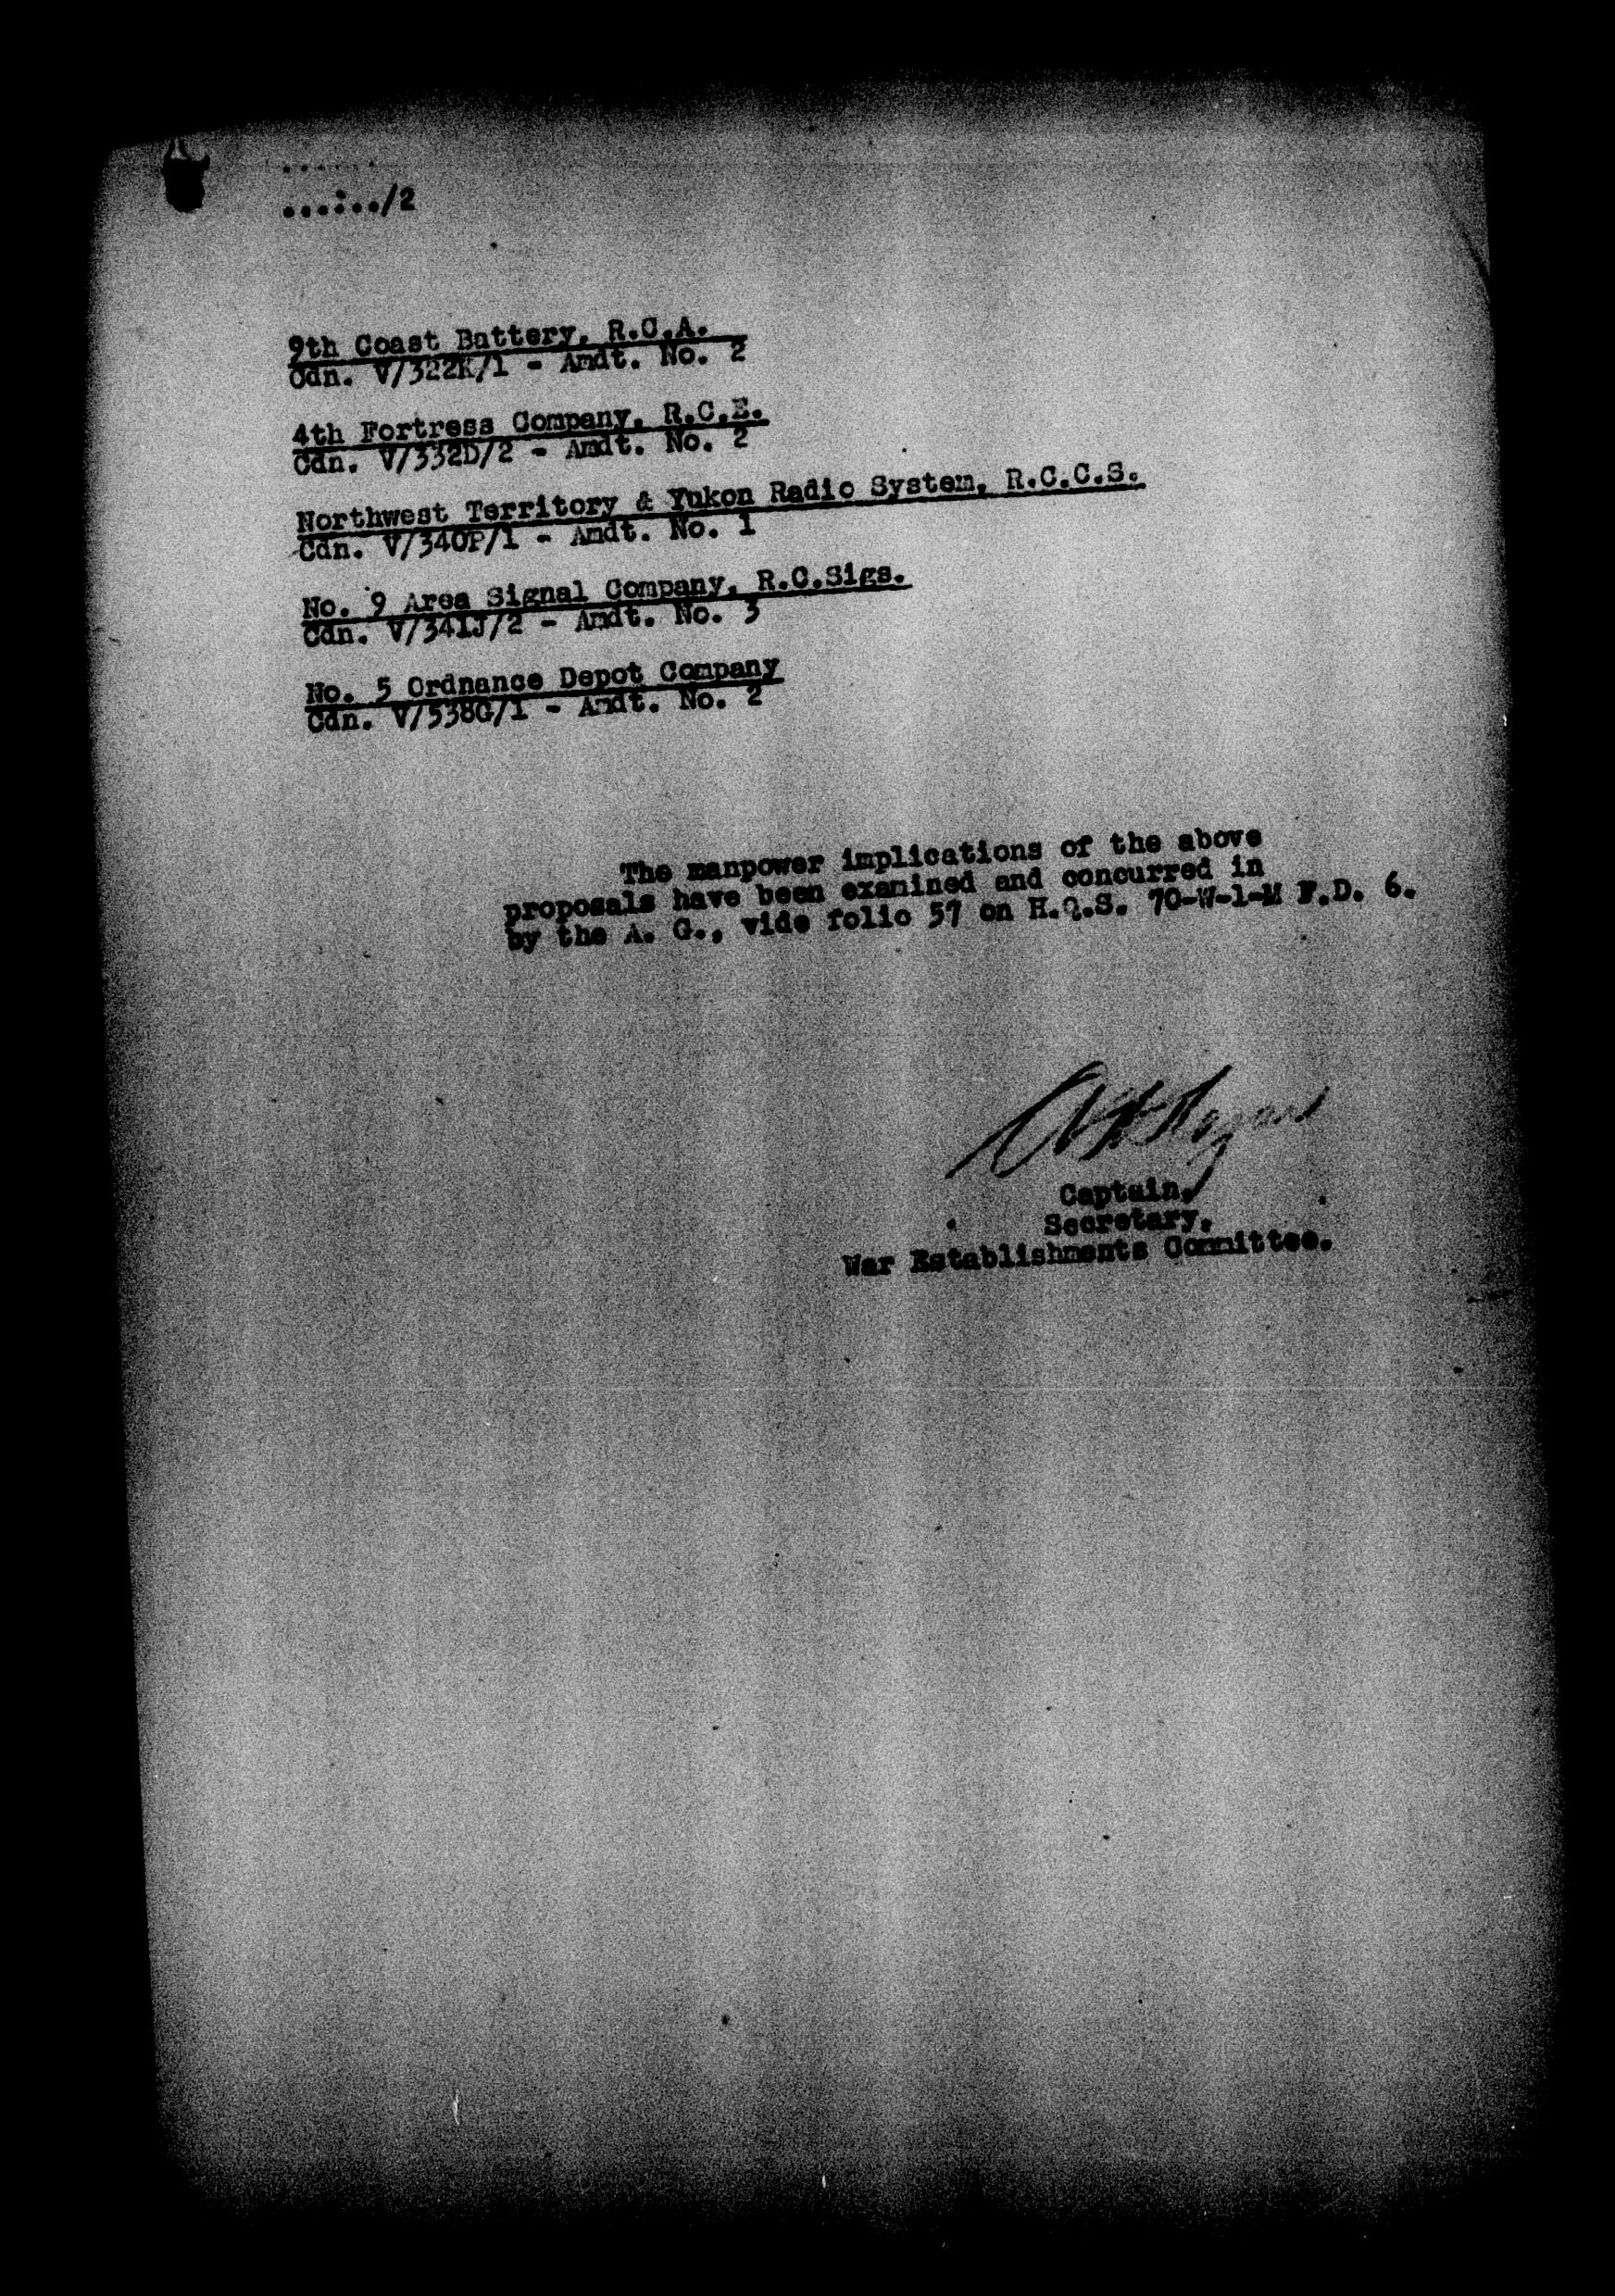 ....../2
9th Coast Battery, R.C.A.
Cdn. V/322K/1 - Amdt. No. 2
4th Fortress Company, R.C.E.
Cdn. V/332D/2 - Amdt. No. 2
Northwest Territory & Yukon Radio System, R.C.C.S.
Cdn. V/340P/1 - Amdt. No. 1
No. 9 Area Signal Company, R.C.Sigs.
Cdn. V/341J/2 - Amdt. No. 3
No. 5 Ordnance Depot Company
Cdn. V/538G/1 - Amdt. No. 2
The manpower implications of the above
proposals have been examined and concurred in
by the A. G., vide folio 57 on H.Q.S. 70-W-1-M F.D. 6.
Captain,
Secretary,
War Establishments Committee.